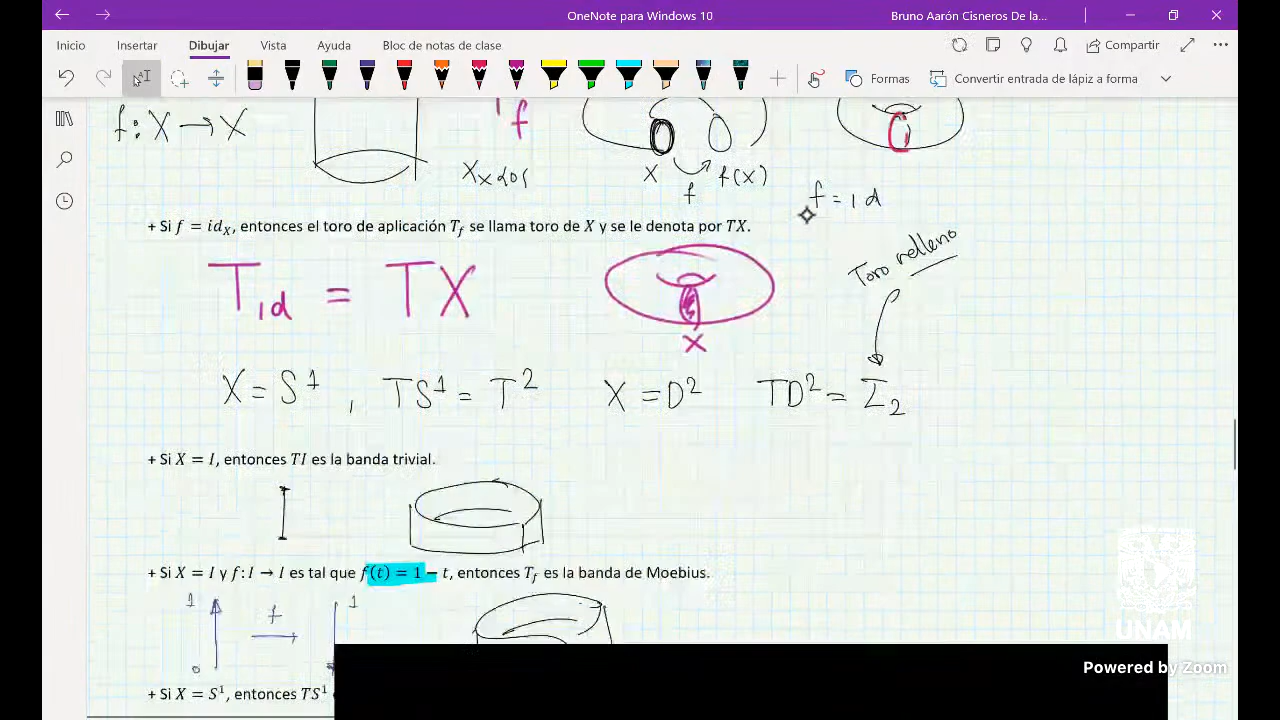 OneNote para Windows 10
Bruno Aarón Cisneros De la...
Inicio Insertar Dibujar Vista Ayuda Bloc de notas de clase Compartir
Formas Convertir entrada de lápiz a forma
f: X → X
f
X x {0}
X f f(X)
f = id
+ Si f = id_X, entonces el toro de aplicación T_f se llama toro de X y se le denota por TX.
Toro relleno
T_id = TX
X
X = S^1, TS^1 = T^2 X = D^2 TD^2 = Σ_2
+ Si X = I, entonces TI es la banda trivial.
+ Si X = I y f: I → I es tal que f(t) = 1 − t, entonces T_f es la banda de Moebius.
1 f 1
0
+ Si X = S^1, entonces TS^1
UNAM
Powered by Zoom